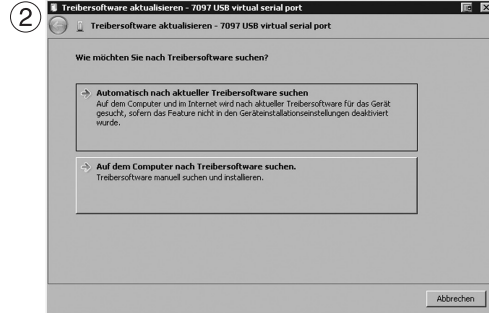 ②
Treibersoftware aktualisieren - 7097 USB virtual serial port
Treibersoftware aktualisieren - 7097 USB virtual serial port
Wie möchten Sie nach Treibersoftware suchen?
Automatisch nach aktueller Treibersoftware suchen
Auf dem Computer und im Internet wird nach aktueller Treibersoftware für das Gerät
gesucht, sofern das Feature nicht in den Geräteinstallationseinstellungen deaktiviert
wurde.
Auf dem Computer nach Treibersoftware suchen.
Treibersoftware manuell suchen und installieren.
Abbrechen